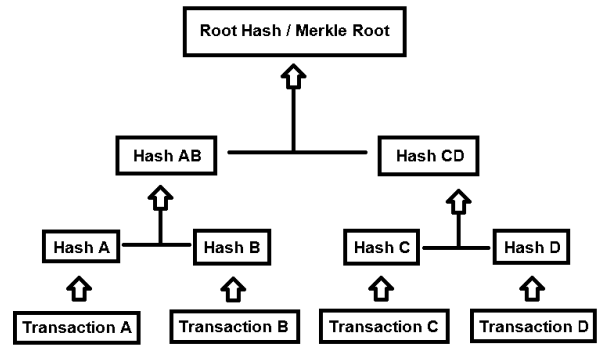 Root Hash / Merkle Root
Hash AB
Hash CD
Hash A
Hash B
Hash C
Hash D
Transaction A
Transaction B
Transaction C
Transaction D